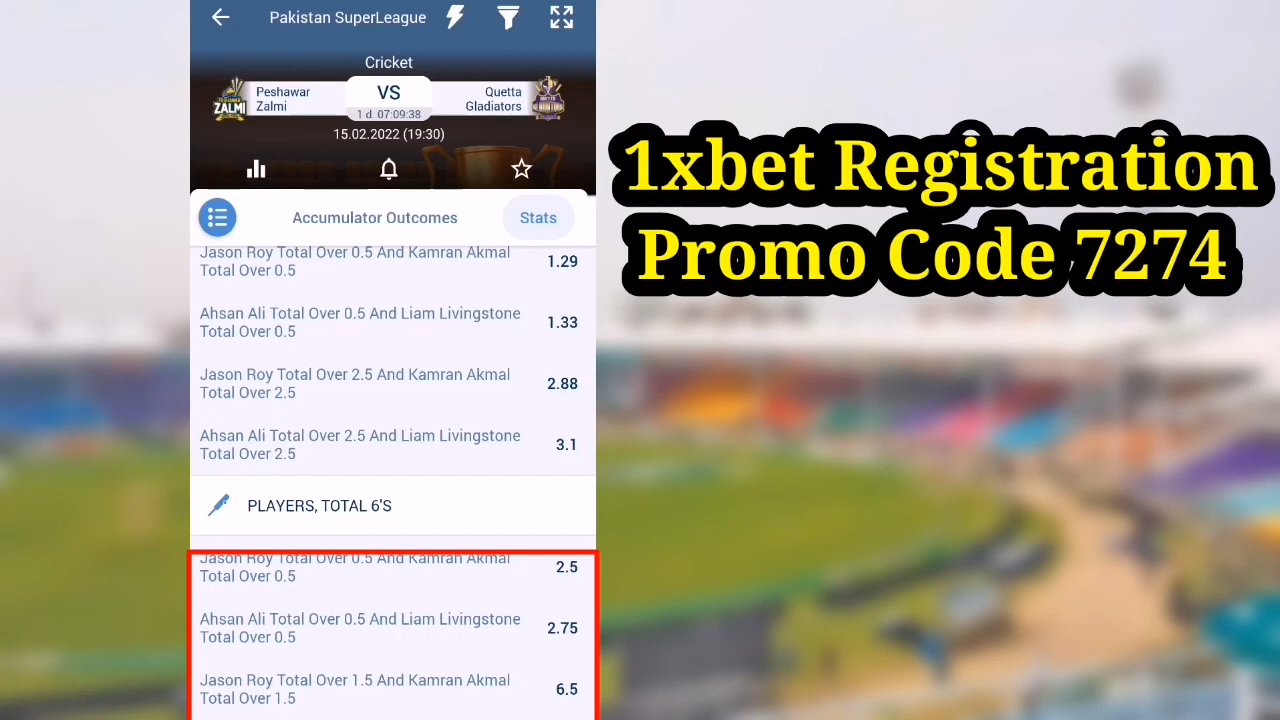 Pakistan SuperLeague
Cricket
PESHAWAR
ZALMI
Peshawar
Zalmi
VS
1 d. 07:09:38
Quetta
Gladiators
15.02.2022 (19:30)
Accumulator Outcomes
Stats
Jason Roy Total Over 0.5 And Kamran Akmal
Total Over 0.5
1.29
Ahsan Ali Total Over 0.5 And Liam Livingstone
Total Over 0.5
1.33
Jason Roy Total Over 2.5 And Kamran Akmal
Total Over 2.5
2.88
Ahsan Ali Total Over 2.5 And Liam Livingstone
Total Over 2.5
3.1
PLAYERS, TOTAL 6'S
Jason Roy Total Over 0.5 And Kamran Akmal
Total Over 0.5
2.5
Ahsan Ali Total Over 0.5 And Liam Livingstone
Total Over 0.5
2.75
Jason Roy Total Over 1.5 And Kamran Akmal
Total Over 1.5
6.5
1xbet Registration
Promo Code 7274